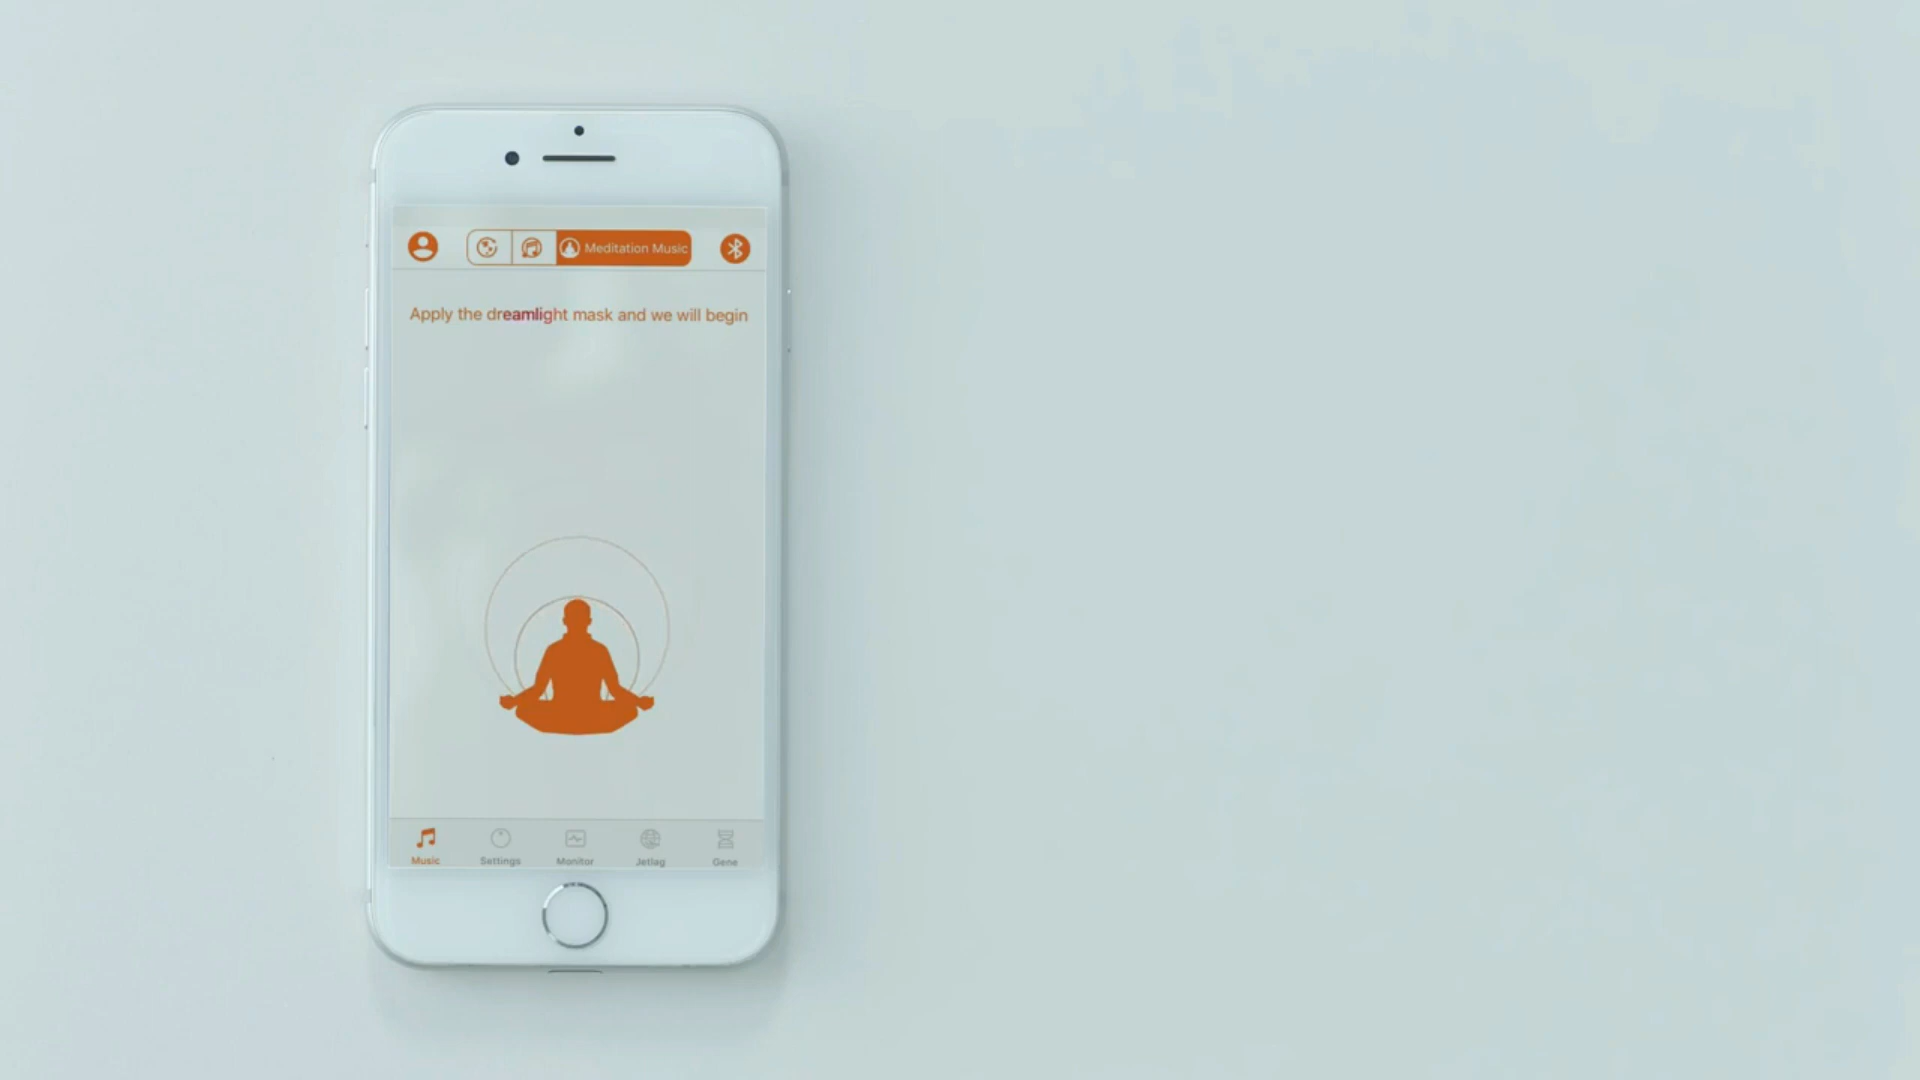 Meditation Music
Apply the dreamlight mask and we will begin
Music Settings Monitor Jetlag Gene